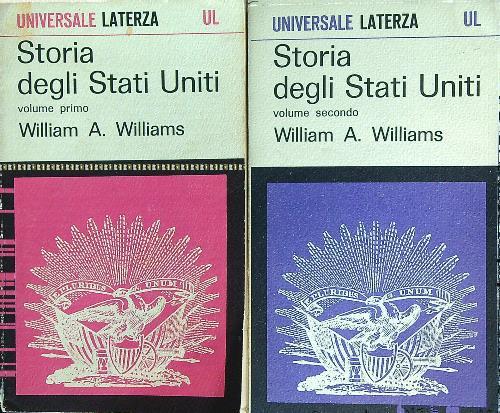 UNIVERSALE LATERZA UL
Storia
degli Stati Uniti
volume primo
William A. Williams
E PLURIBUS UNUM
UNIVERSALE LATERZA UL
Storia
degli Stati Uniti
volume secondo
William A. Williams
E PLURIBUS UNUM